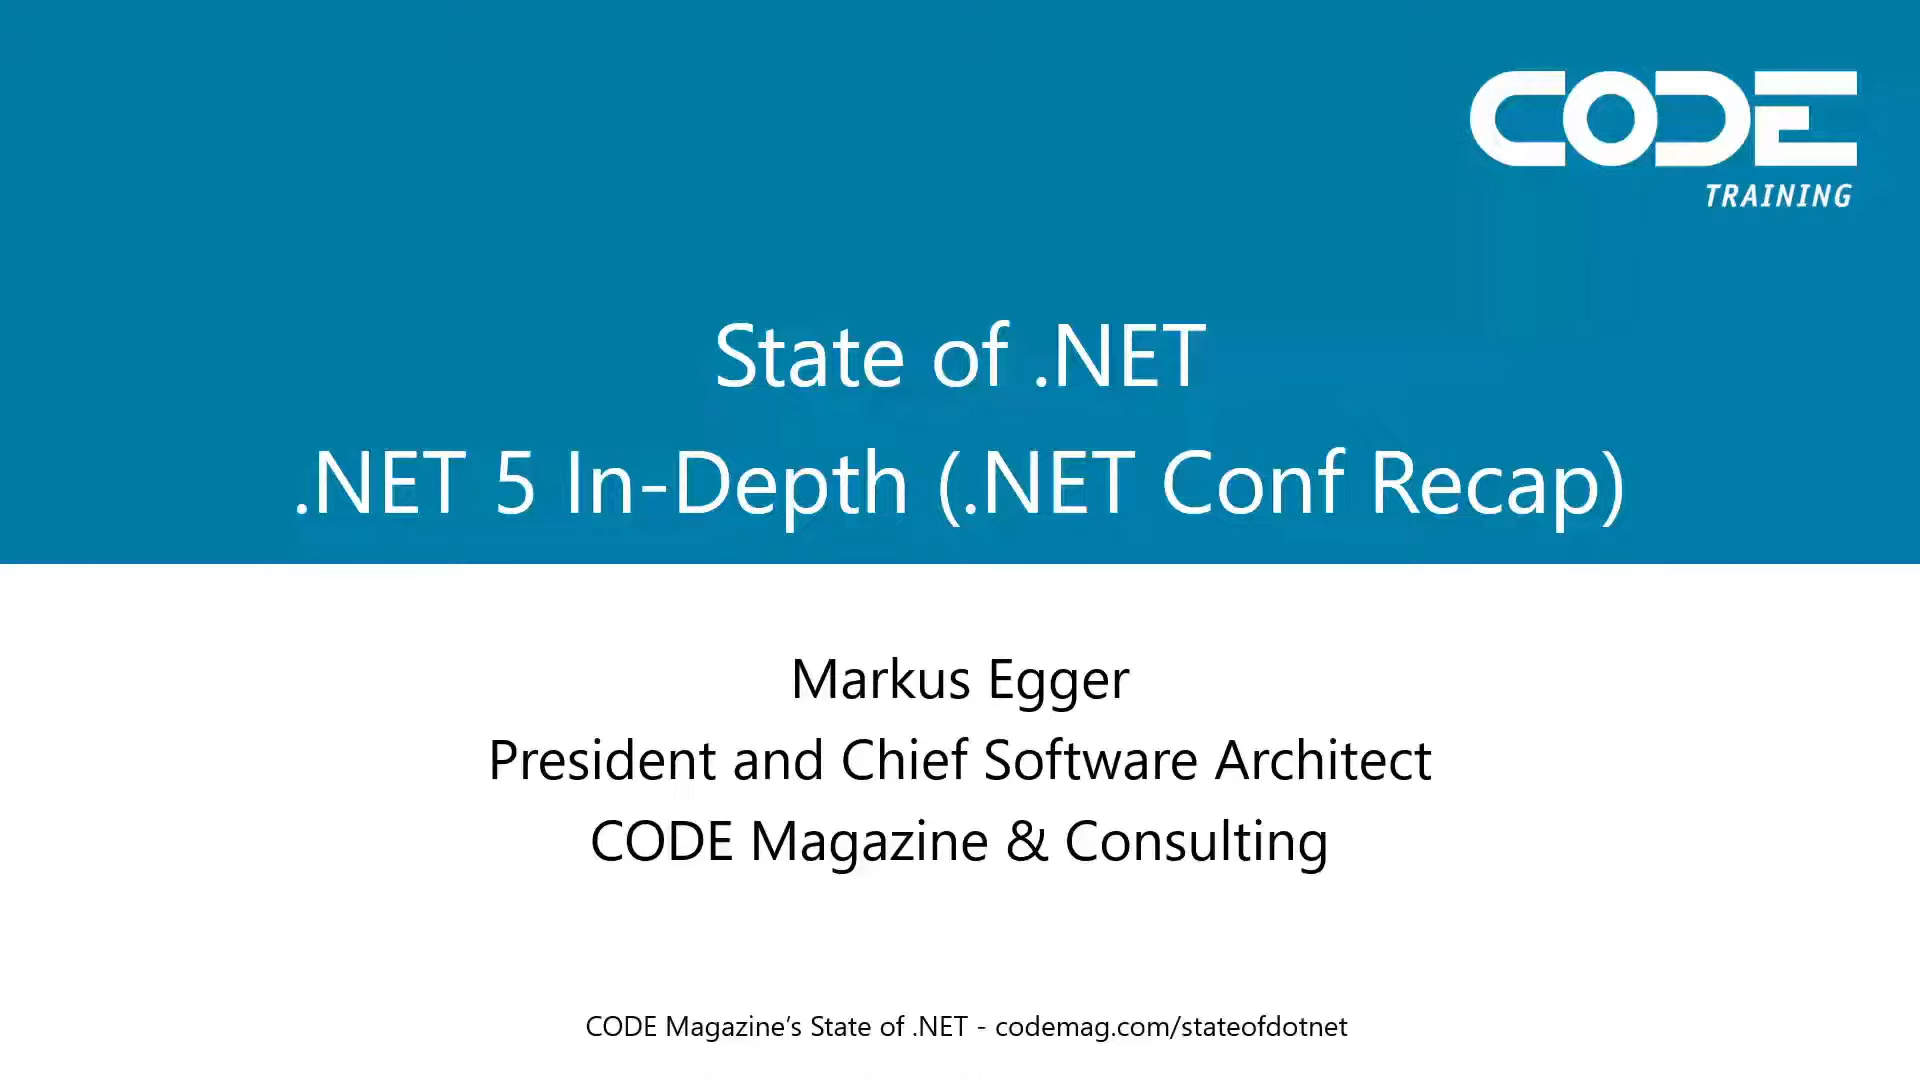 CODE
TRAINING
State of .NET
.NET 5 In-Depth (.NET Conf Recap)
Markus Egger
President and Chief Software Architect
CODE Magazine & Consulting
CODE Magazine’s State of .NET - codemag.com/stateofdotnet